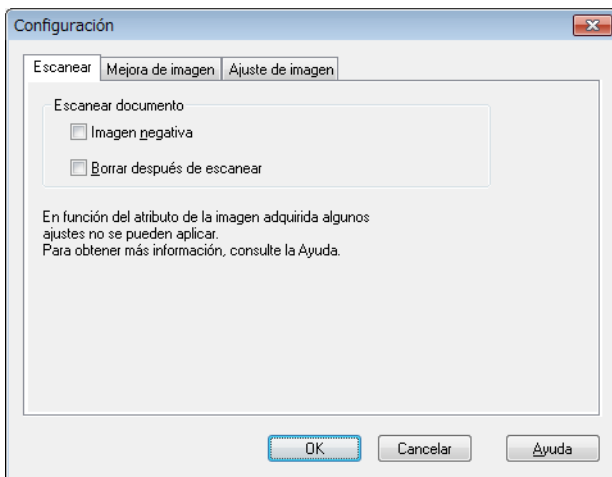 Configuración
Escanear Mejora de imagen Ajuste de imagen
Escanear documento
Imagen negativa
Borrar después de escanear
En función del atributo de la imagen adquirida algunos
ajustes no se pueden aplicar.
Para obtener más información, consulte la Ayuda.
OK Cancelar Ayuda